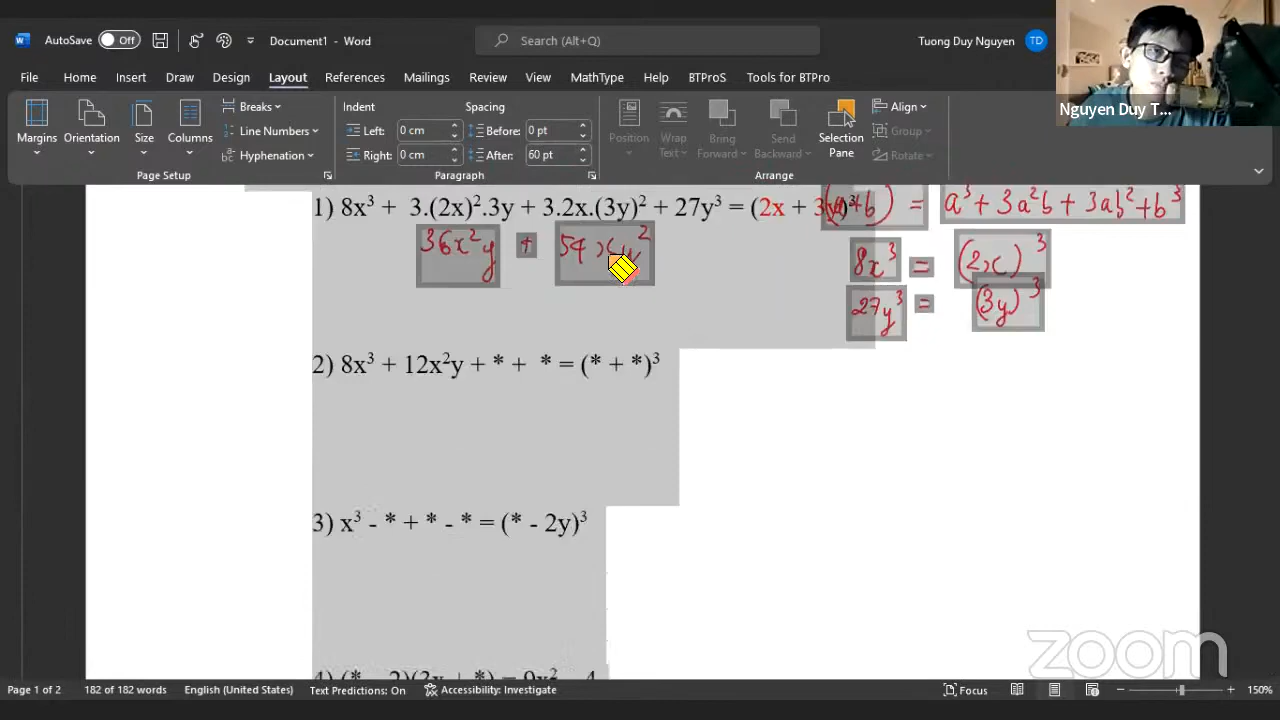 AutoSave Off Document1 - Word Search (Alt+Q) Tuong Duy Nguyen TD
File Home Insert Draw Design Layout References Mailings Review View MathType Help BTProS Tools for BTPro
Nguyen Duy T...
Margins Orientation Size Columns Breaks Line Numbers Hyphenation
Page Setup
Indent Spacing
Left: 0 cm Before: 0 pt
Right: 0 cm After: 60 pt
Paragraph
Position Wrap Text Bring Forward Send Backward Selection Pane Align Group Rotate
Arrange
1) 8x³ + 3.(2x)².3y + 3.2x.(3y)² + 27y³ = (2x + 3y)³
+b) = a³ + 3a²b + 3ab² + b³
36x²y + 54xy²
8x³ = (2x)³
27y³ = (3y)³
2) 8x³ + 12x²y + * + * = (* + *)³
3) x³ - * + * - * = (* - 2y)³
4) (* - 2)(3x + *) = 9x² - 4
zoom
Page 1 of 2 182 of 182 words English (United States) Text Predictions: On Accessibility: Investigate Focus 150%